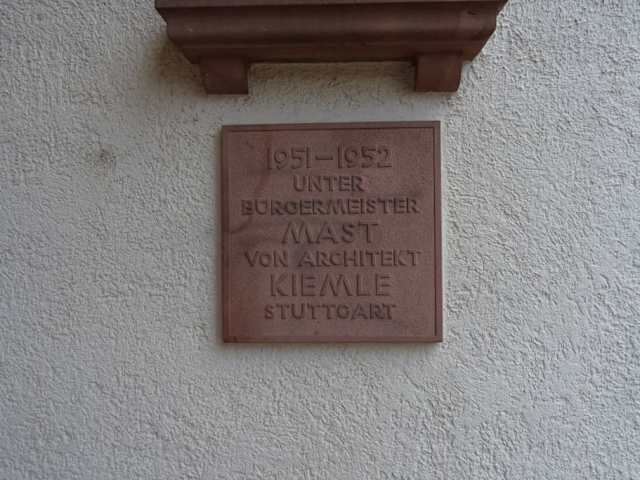 1951–1952
UNTER
BÜRGERMEISTER
MAST
VON ARCHITEKT
KIEMLE
STUTTGART